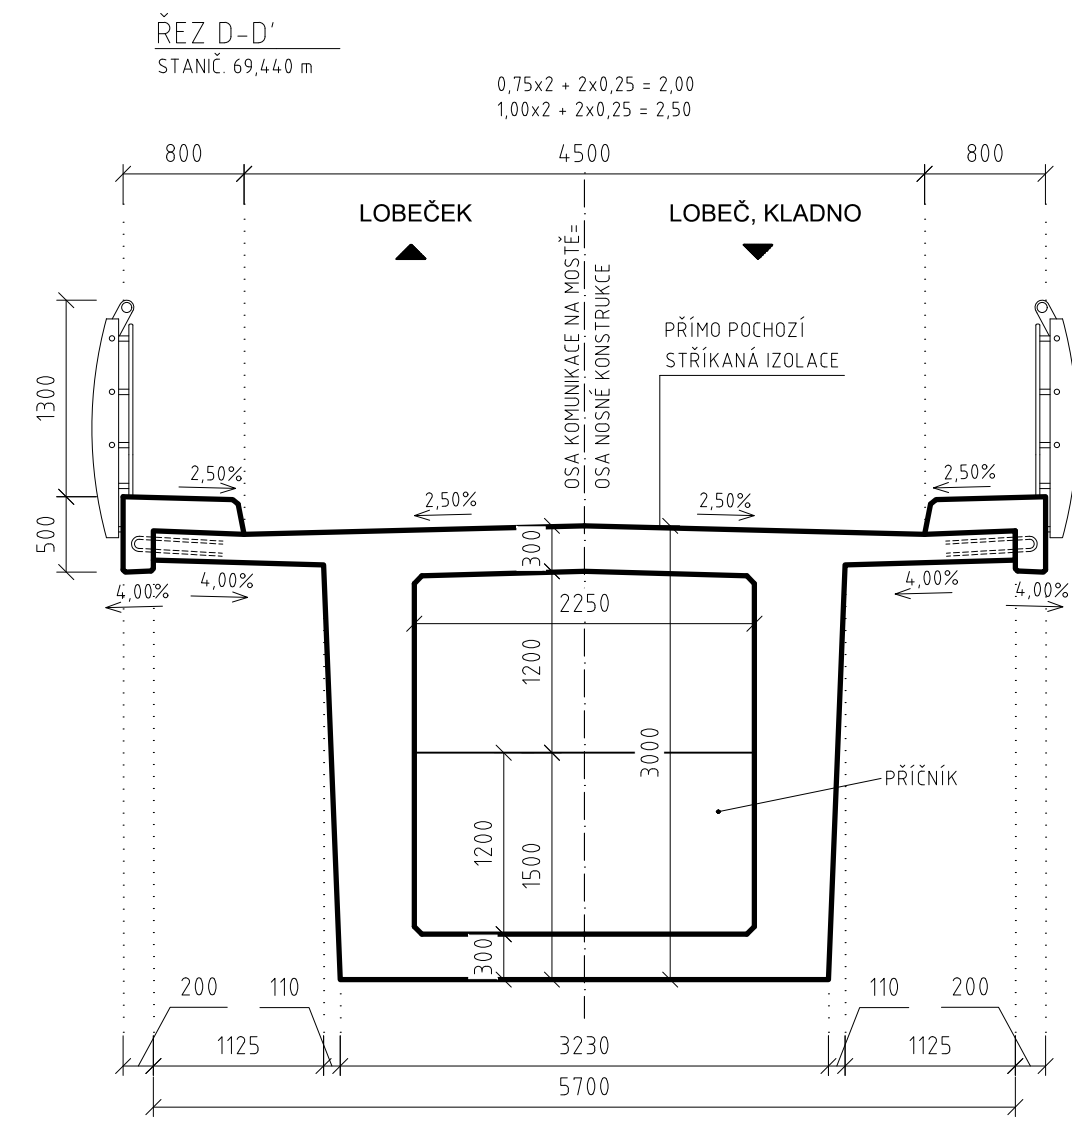 ŘEZ D-D'
STANIČ. 69,440 m
0,75x2 + 2x0,25 = 2,00
1,00x2 + 2x0,25 = 2,50
800
4500
800
LOBEČEK
LOBEČ, KLADNO
OSA KOMUNIKACE NA MOSTĚ=
OSA NOSNÉ KONSTRUKCE
PŘÍMO POCHOZÍ
STŘÍKANÁ IZOLACE
1300
500
2,50%
2,50%
2,50%
2,50%
300
4,00%
4,00%
4,00%
4,00%
2250
1200
3000
PŘÍČNÍK
1200
1500
300
200
110
110
200
1125
3230
1125
5700